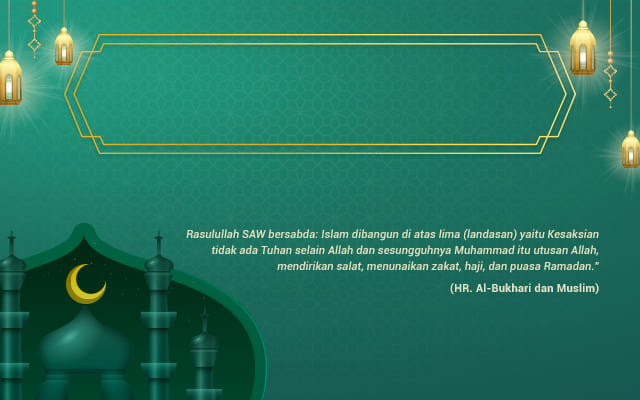 Rasulullah SAW bersabda: Islam dibangun di atas lima (landasan) yaitu Kesaksian
tidak ada Tuhan selain Allah dan sesungguhnya Muhammad itu utusan Allah,
mendirikan salat, menunaikan zakat, haji, dan puasa Ramadan."
(HR. Al-Bukhari dan Muslim)